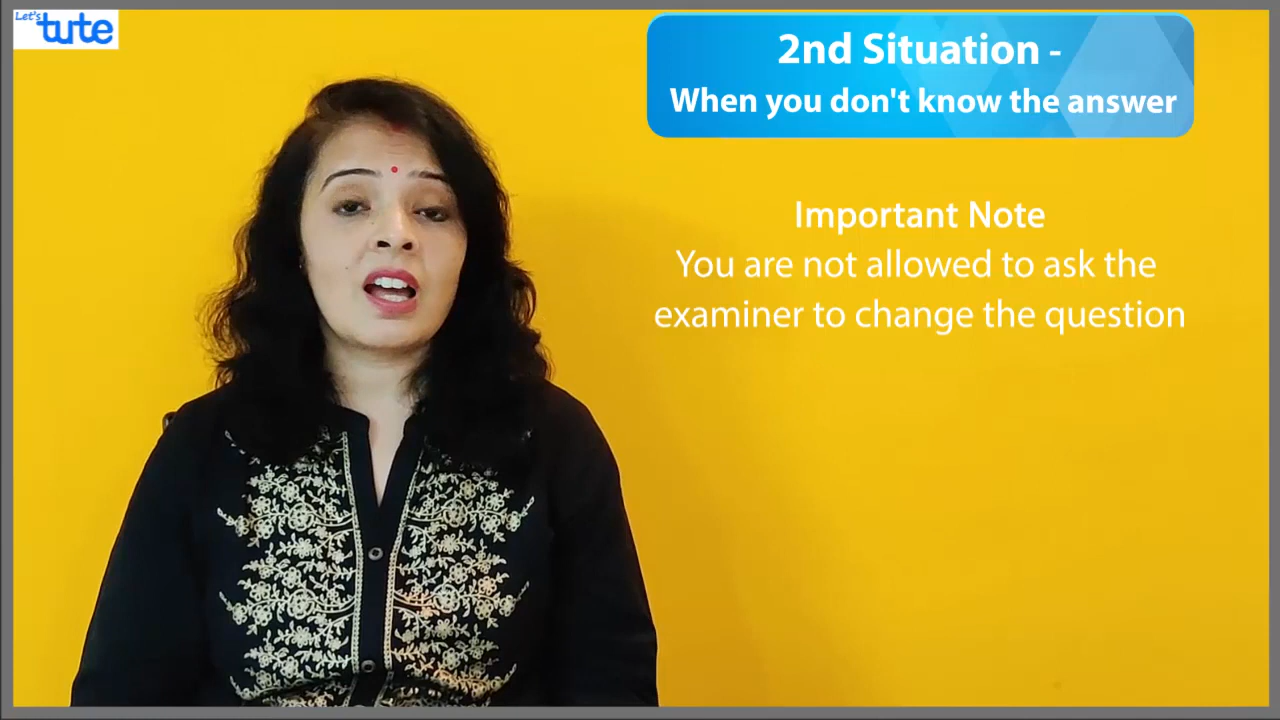 Let's
tute
2nd Situation -
When you don't know the answer
Important Note
You are not allowed to ask the
examiner to change the question